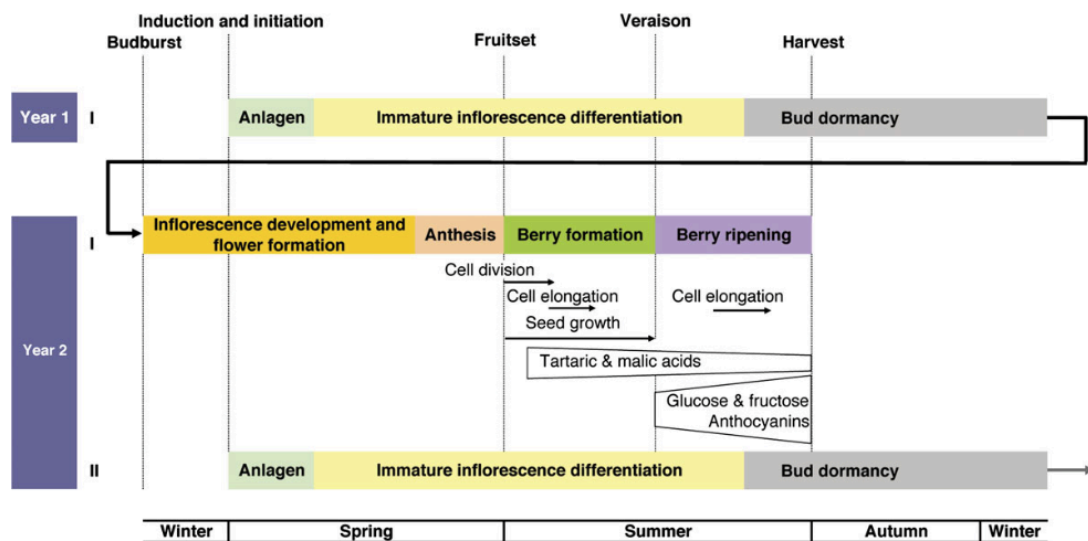 Induction and initiation
Veraison
Budburst
Fruitset
Harvest
Year 1
I
Anlagen
Immature inflorescence differentiation
Bud dormancy
I
Inflorescence development and
flower formation
Anthesis
Berry formation
Berry ripening
Cell division
Cell elongation
Cell elongation
Seed growth
Year 2
Tartaric & malic acids
Glucose & fructose
Anthocyanins
II
Anlagen
Immature inflorescence differentiation
Bud dormancy
Winter
Spring
Summer
Autumn
Winter